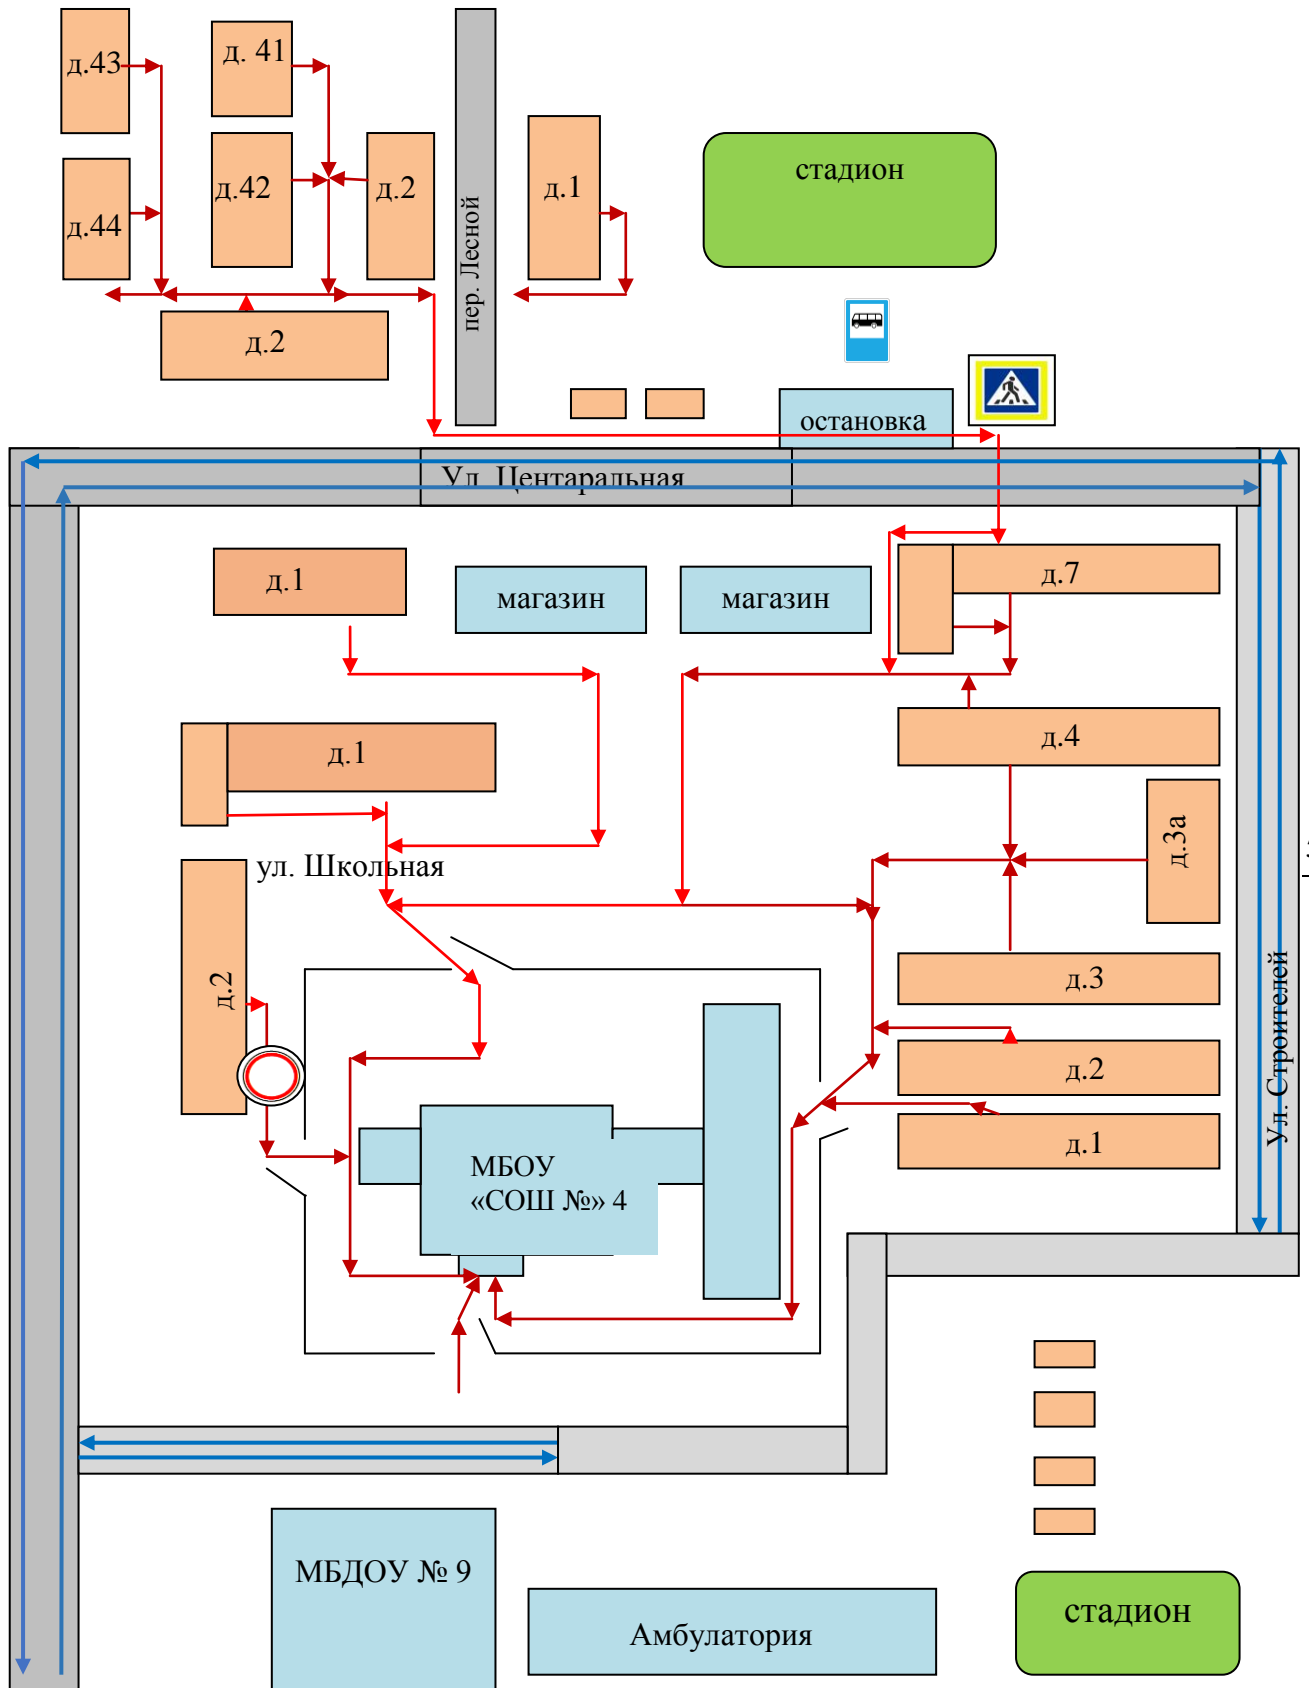 д.43
д. 41
д.44
д.42
д.2
пер. Лесной
д.1
стадион
д.2
остановка
Ул. Центаральная
д.1
магазин
магазин
д.7
д.1
д.4
д.3а
ул. Школьная
д.2
д.3
д.2
д.1
Ул. Строителей
МБОУ
«СОШ №» 4
МБДОУ № 9
Амбулатория
стадион